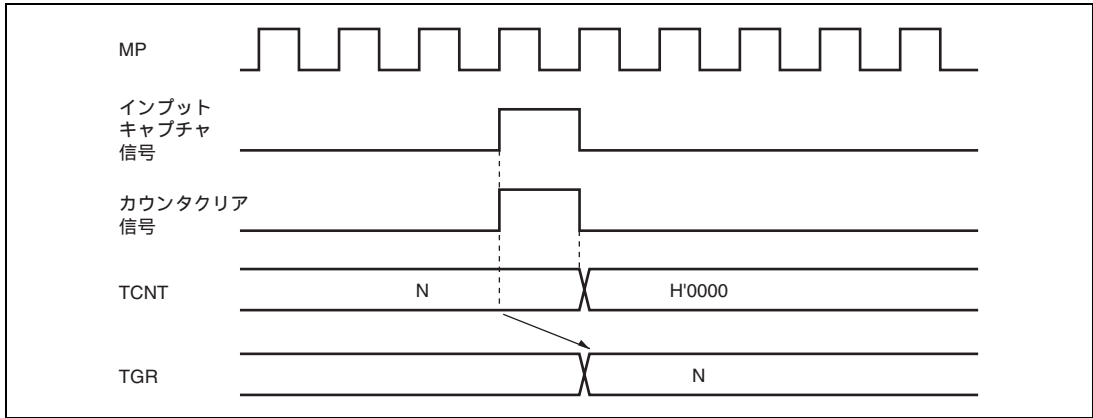 MP
インプット
キャプチャ
信号
カウンタクリア
信号
TCNT
N
H'0000
TGR
N